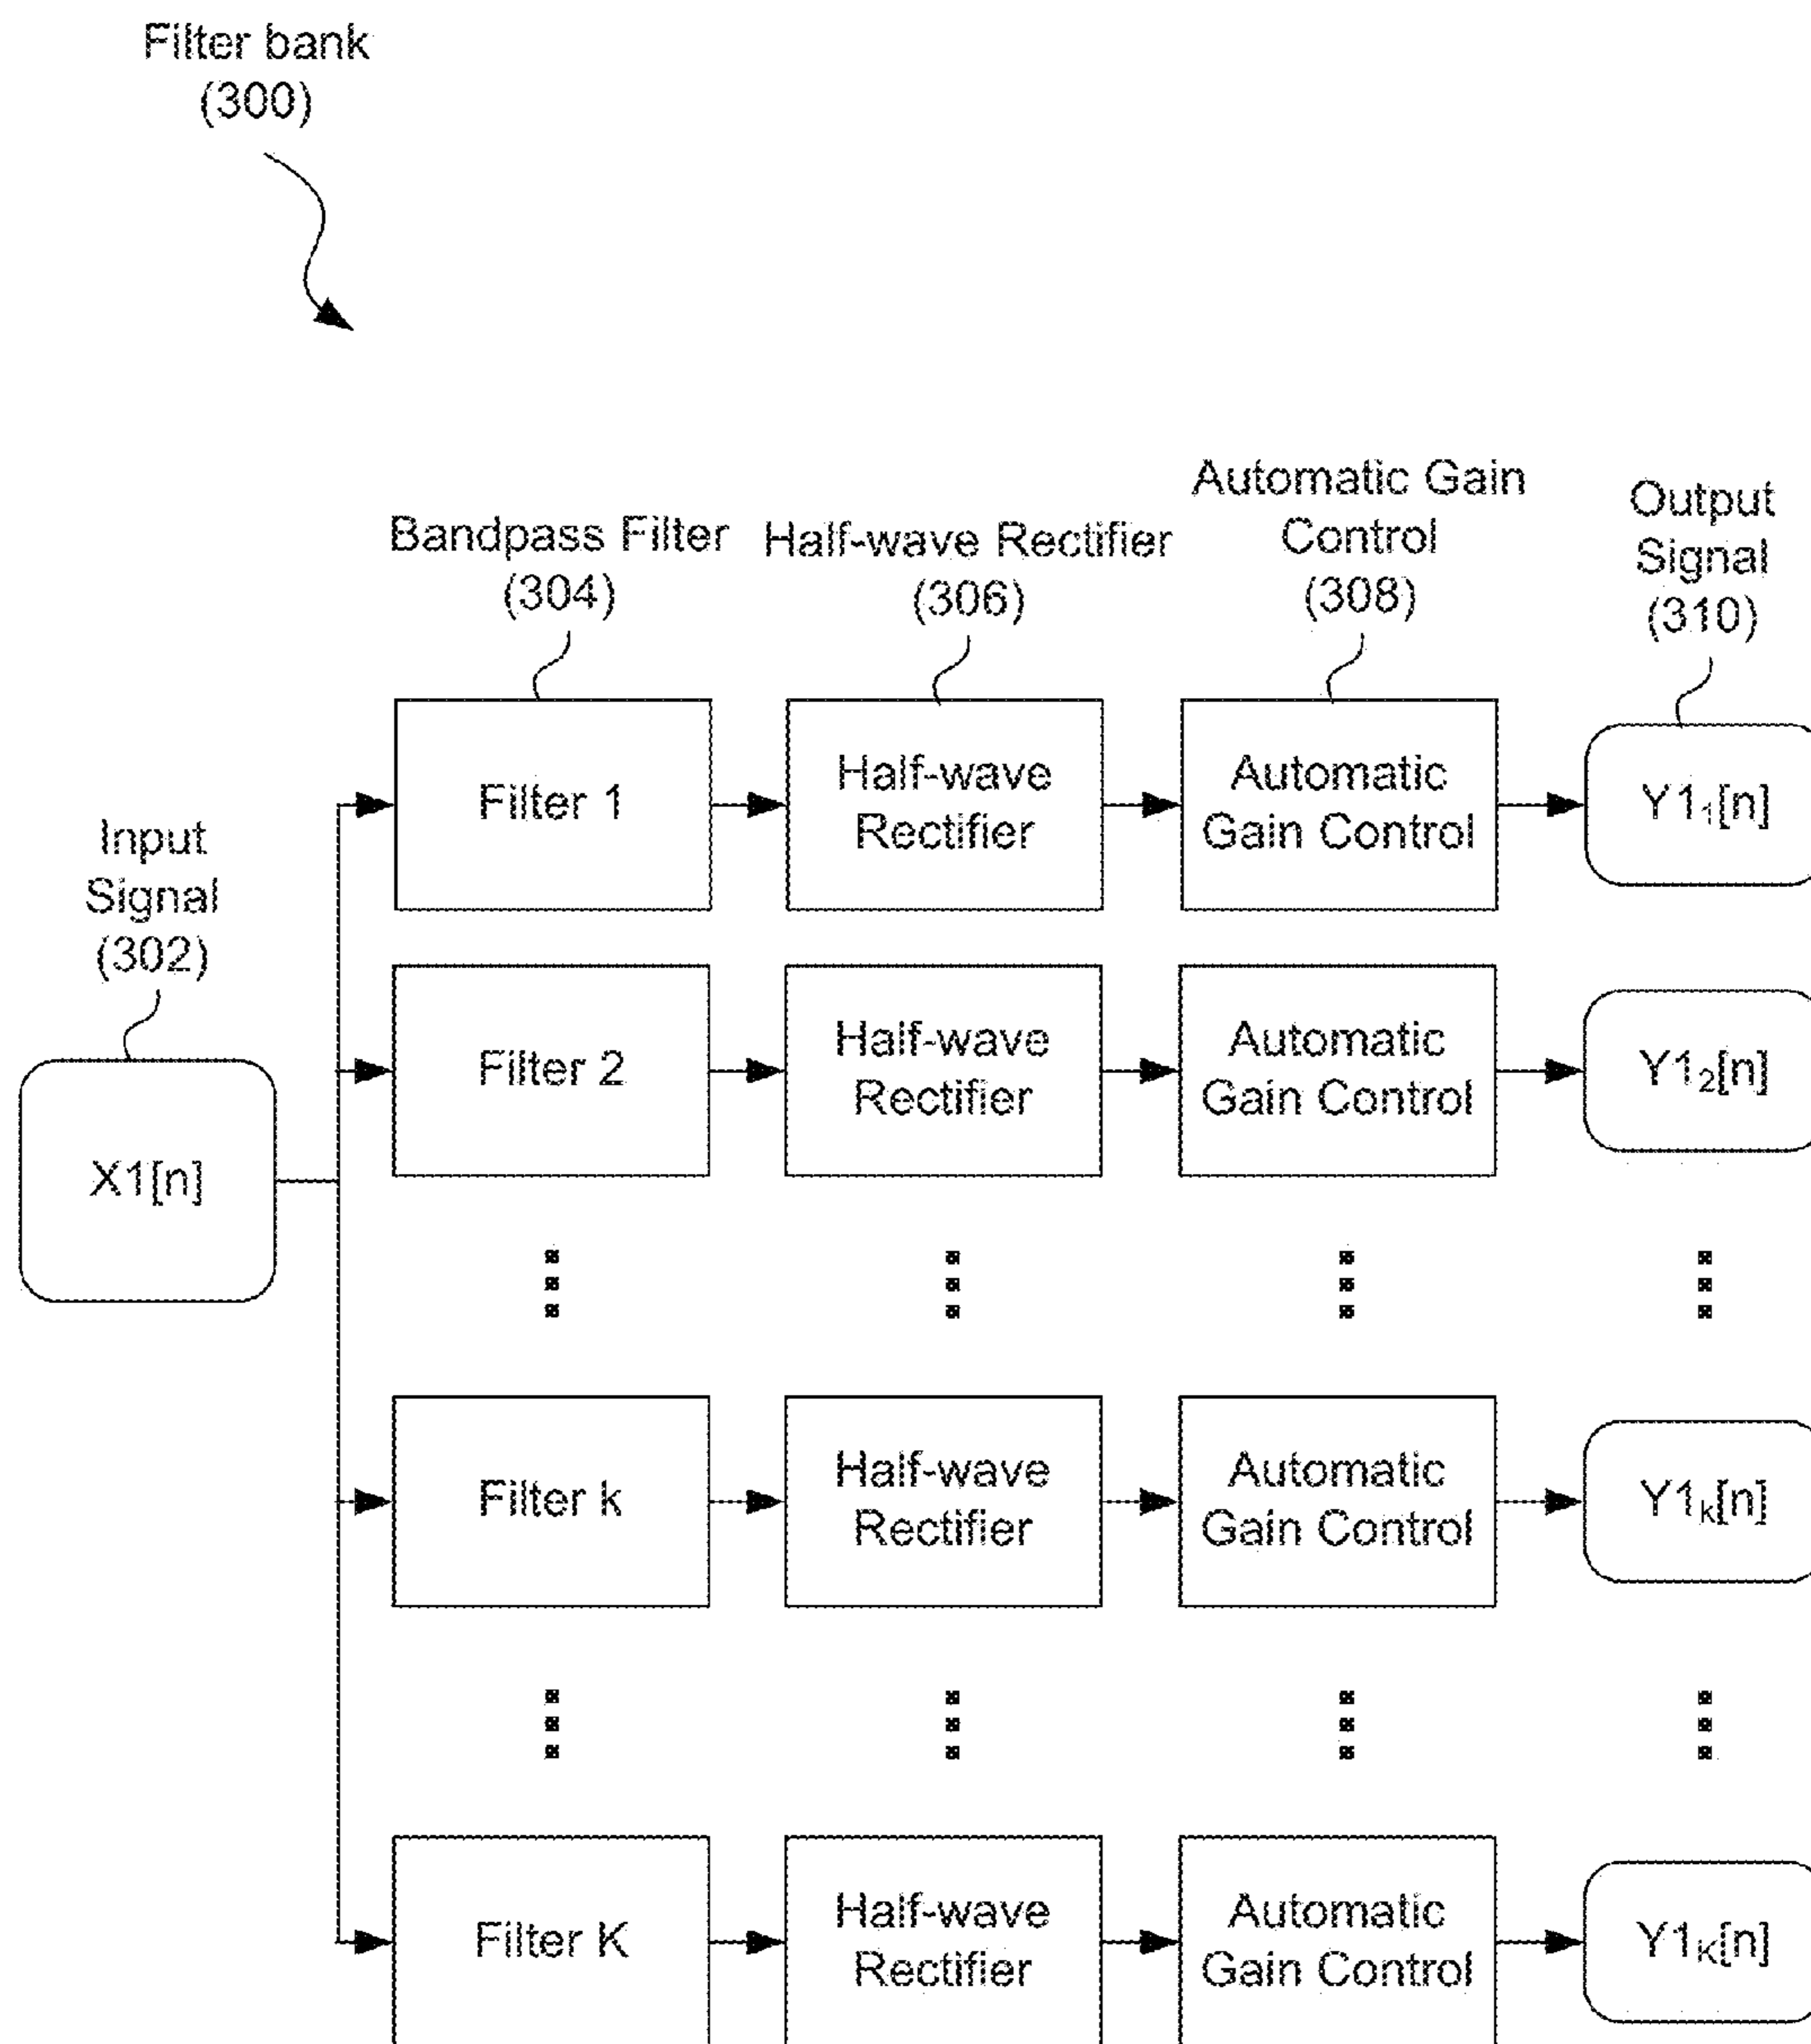 Filter bank
(300)
Automatic Gain
Control
(308)
Output
Signal
(310)
Bandpass Filter
(304)
Half-wave Rectifier
(306)
Filter 1
Half-wave
Rectifier
Automatic
Gain Control
Y1₁[n]
Input
Signal
(302)
X1[n]
Filter 2
Half-wave
Rectifier
Automatic
Gain Control
Y1₂[n]
Filter k
Half-wave
Rectifier
Automatic
Gain Control
Y1ₖ[n]
Filter K
Half-wave
Rectifier
Automatic
Gain Control
Y1K[n]